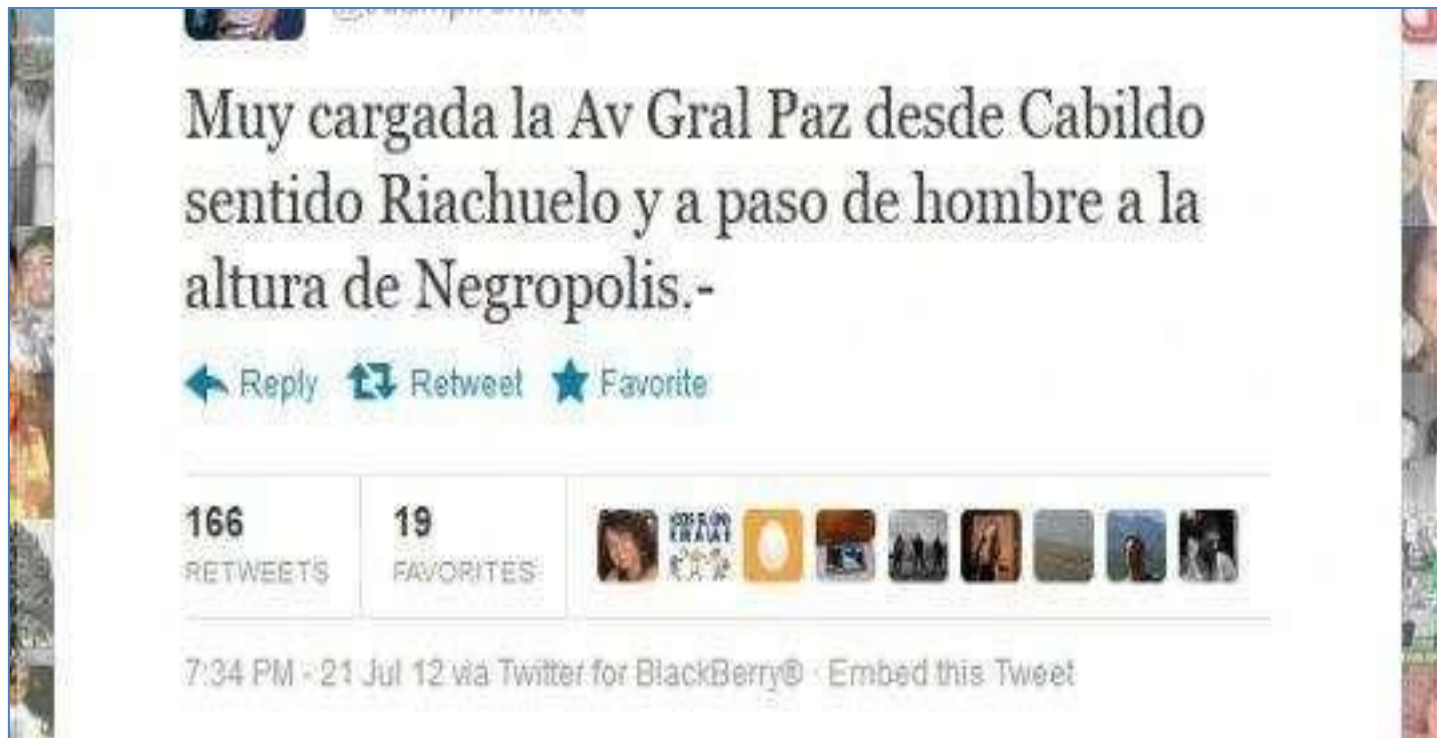 Muy cargada la Av Gral Paz desde Cabildo
sentido Riachuelo y a paso de hombre a la
altura de Negropolis.-
Reply Retweet Favorite
166 19
RETWEETS FAVORITES
7:34 PM - 21 Jul 12 via Twitter for BlackBerry® · Embed this Tweet